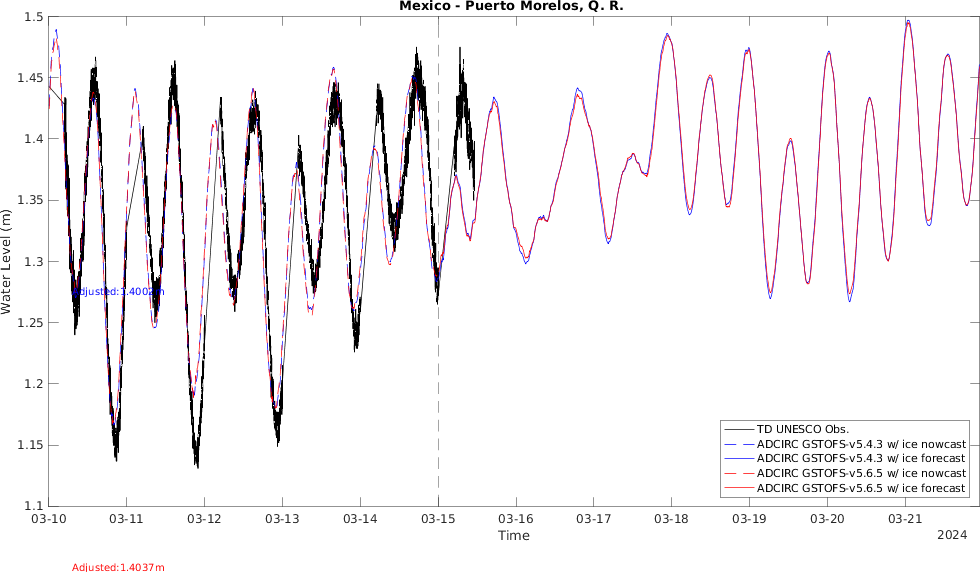 Mexico - Puerto Morelos, Q. R.
1.5
1.45
1.4
1.35
1.3
1.25
1.2
1.15
1.1
Water Level (m)
Adjusted:1.4002m
TD UNESCO Obs.
ADCIRC GSTOFS-v5.4.3 w/ ice nowcast
ADCIRC GSTOFS-v5.4.3 w/ ice forecast
ADCIRC GSTOFS-v5.6.5 w/ ice nowcast
ADCIRC GSTOFS-v5.6.5 w/ ice forecast
03-10 03-11 03-12 03-13 03-14 03-15 03-16 03-17 03-18 03-19 03-20 03-21
Time
2024
Adjusted:1.4037m